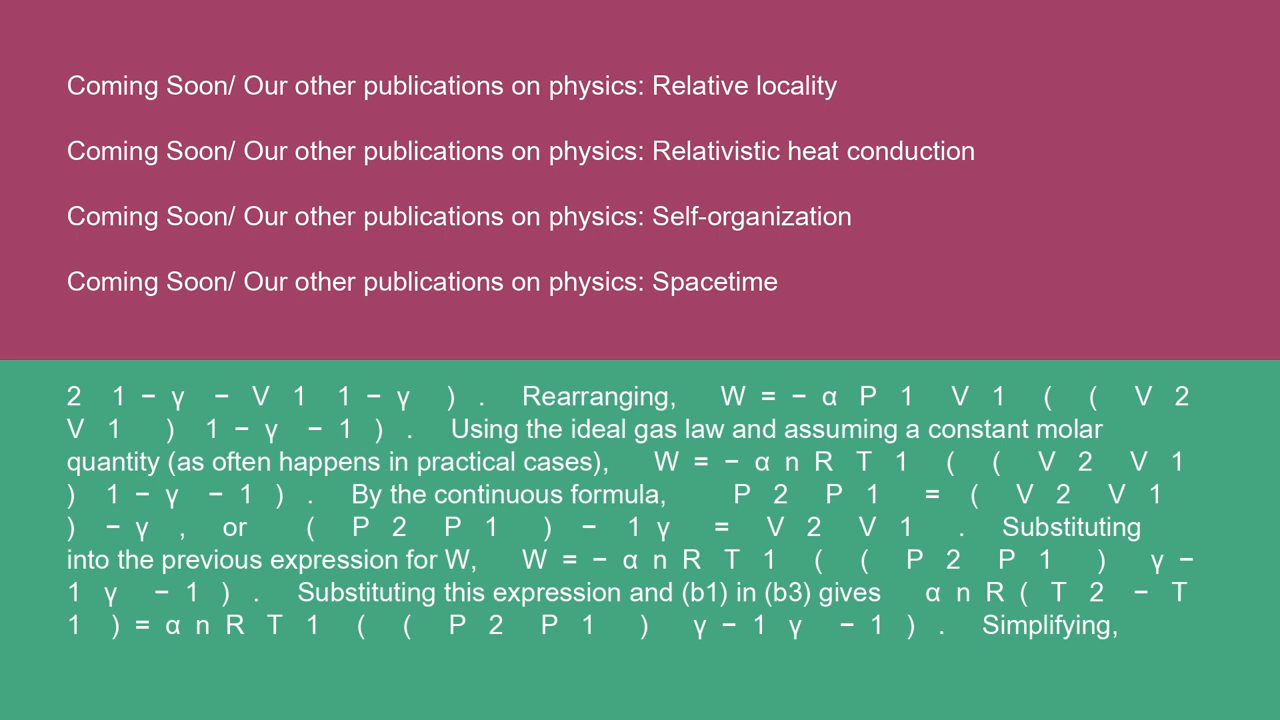 Coming Soon/ Our other publications on physics: Relative locality
Coming Soon/ Our other publications on physics: Relativistic heat conduction
Coming Soon/ Our other publications on physics: Self-organization
Coming Soon/ Our other publications on physics: Spacetime
2 1 − γ − V 1 1 − γ ) . Rearranging, W = − α P 1 V 1 ( ( V 2
V 1 ) 1 − γ − 1 ) . Using the ideal gas law and assuming a constant molar
quantity (as often happens in practical cases), W = − α n R T 1 ( ( V 2 V 1
) 1 − γ − 1 ) . By the continuous formula, P 2 P 1 = ( V 2 V 1
) − γ , or ( P 2 P 1 ) − 1 γ = V 2 V 1 . Substituting
into the previous expression for W, W = − α n R T 1 ( ( P 2 P 1 ) γ −
1 γ − 1 ) . Substituting this expression and (b1) in (b3) gives α n R ( T 2 − T
1 ) = α n R T 1 ( ( P 2 P 1 ) γ − 1 γ − 1 ) . Simplifying,